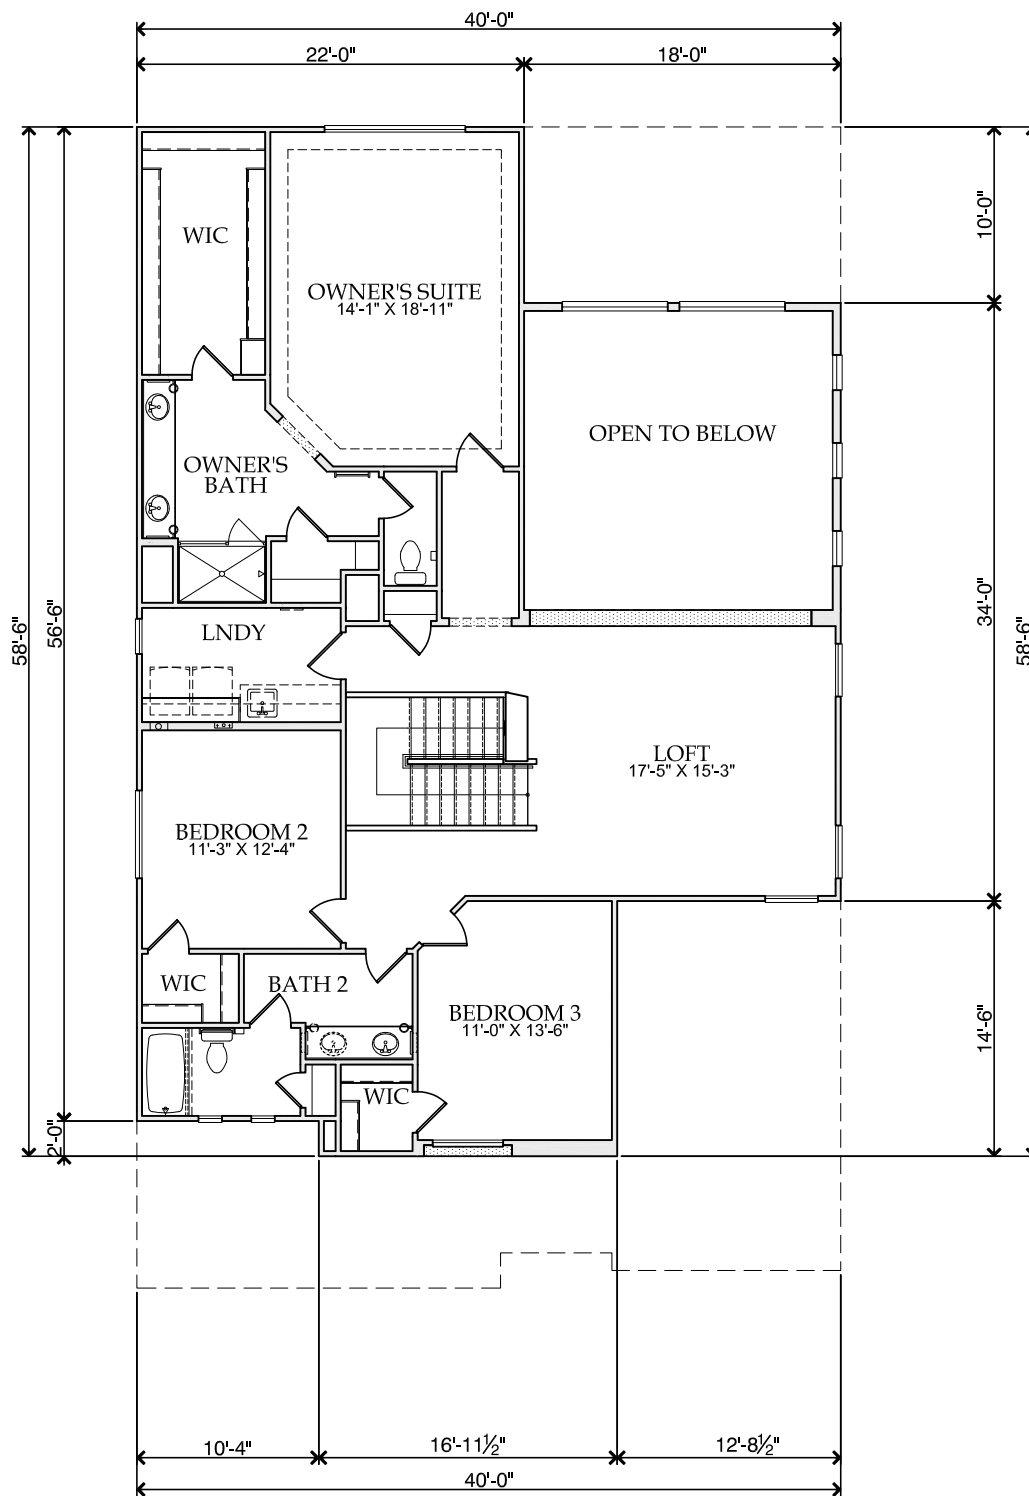 40'-0"
22'-0"
18'-0"
WIC
10'-0"
OWNER'S SUITE
14'-1" X 18'-11"
OPEN TO BELOW
OWNER'S
BATH
58'-6"
56'-6"
LNDY
34'-0"
58'-6"
LOFT
17'-5" X 15'-3"
BEDROOM 2
11'-3" X 12'-4"
WIC
BATH 2
BEDROOM 3
11'-0" X 13'-6"
14'-6"
WIC
2'-0"
10'-4"
16'-11½"
12'-8½"
40'-0"